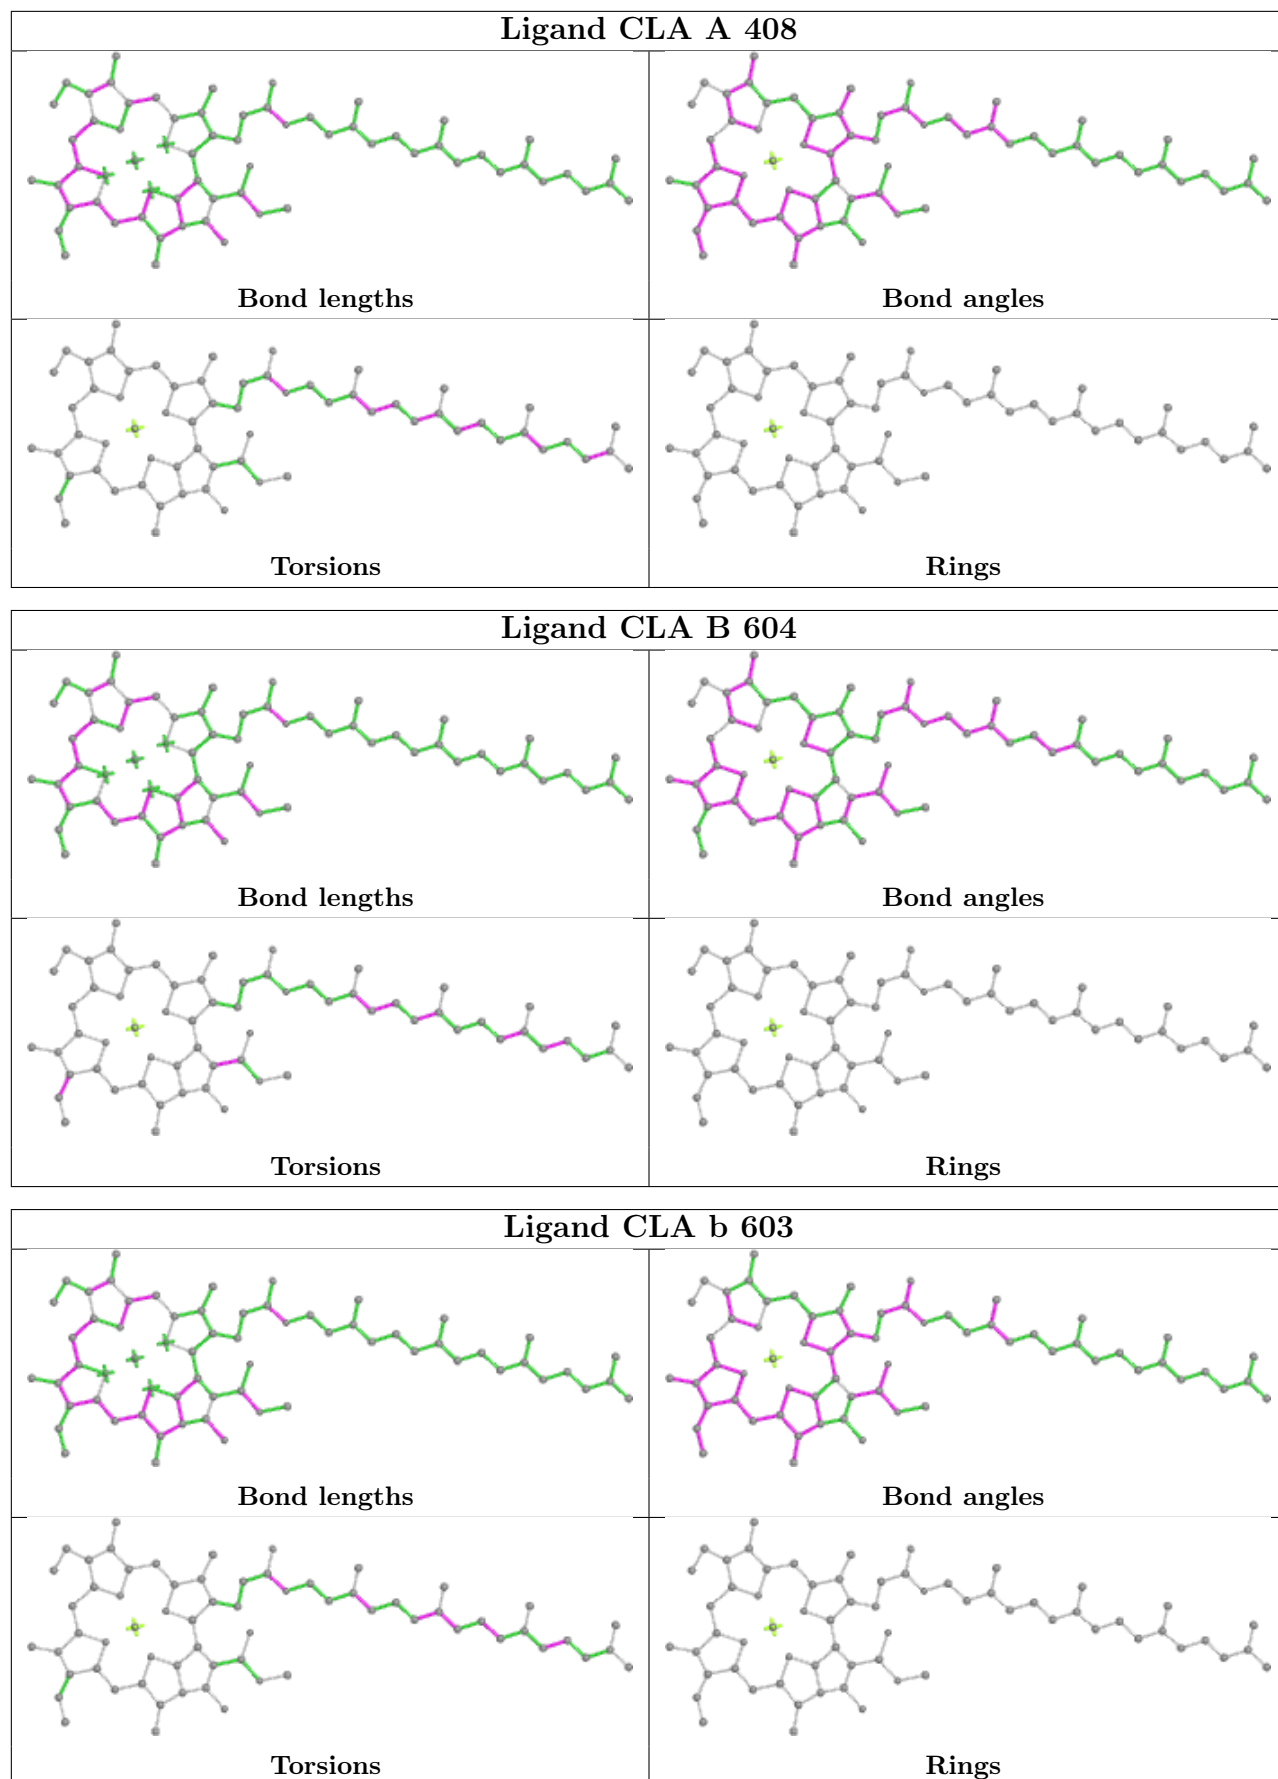 Ligand CLA A 408
Bond lengths
Bond angles
Torsions
Rings
Ligand CLA B 604
Bond lengths
Bond angles
Torsions
Rings
Ligand CLA b 603
Bond lengths
Bond angles
Torsions
Rings